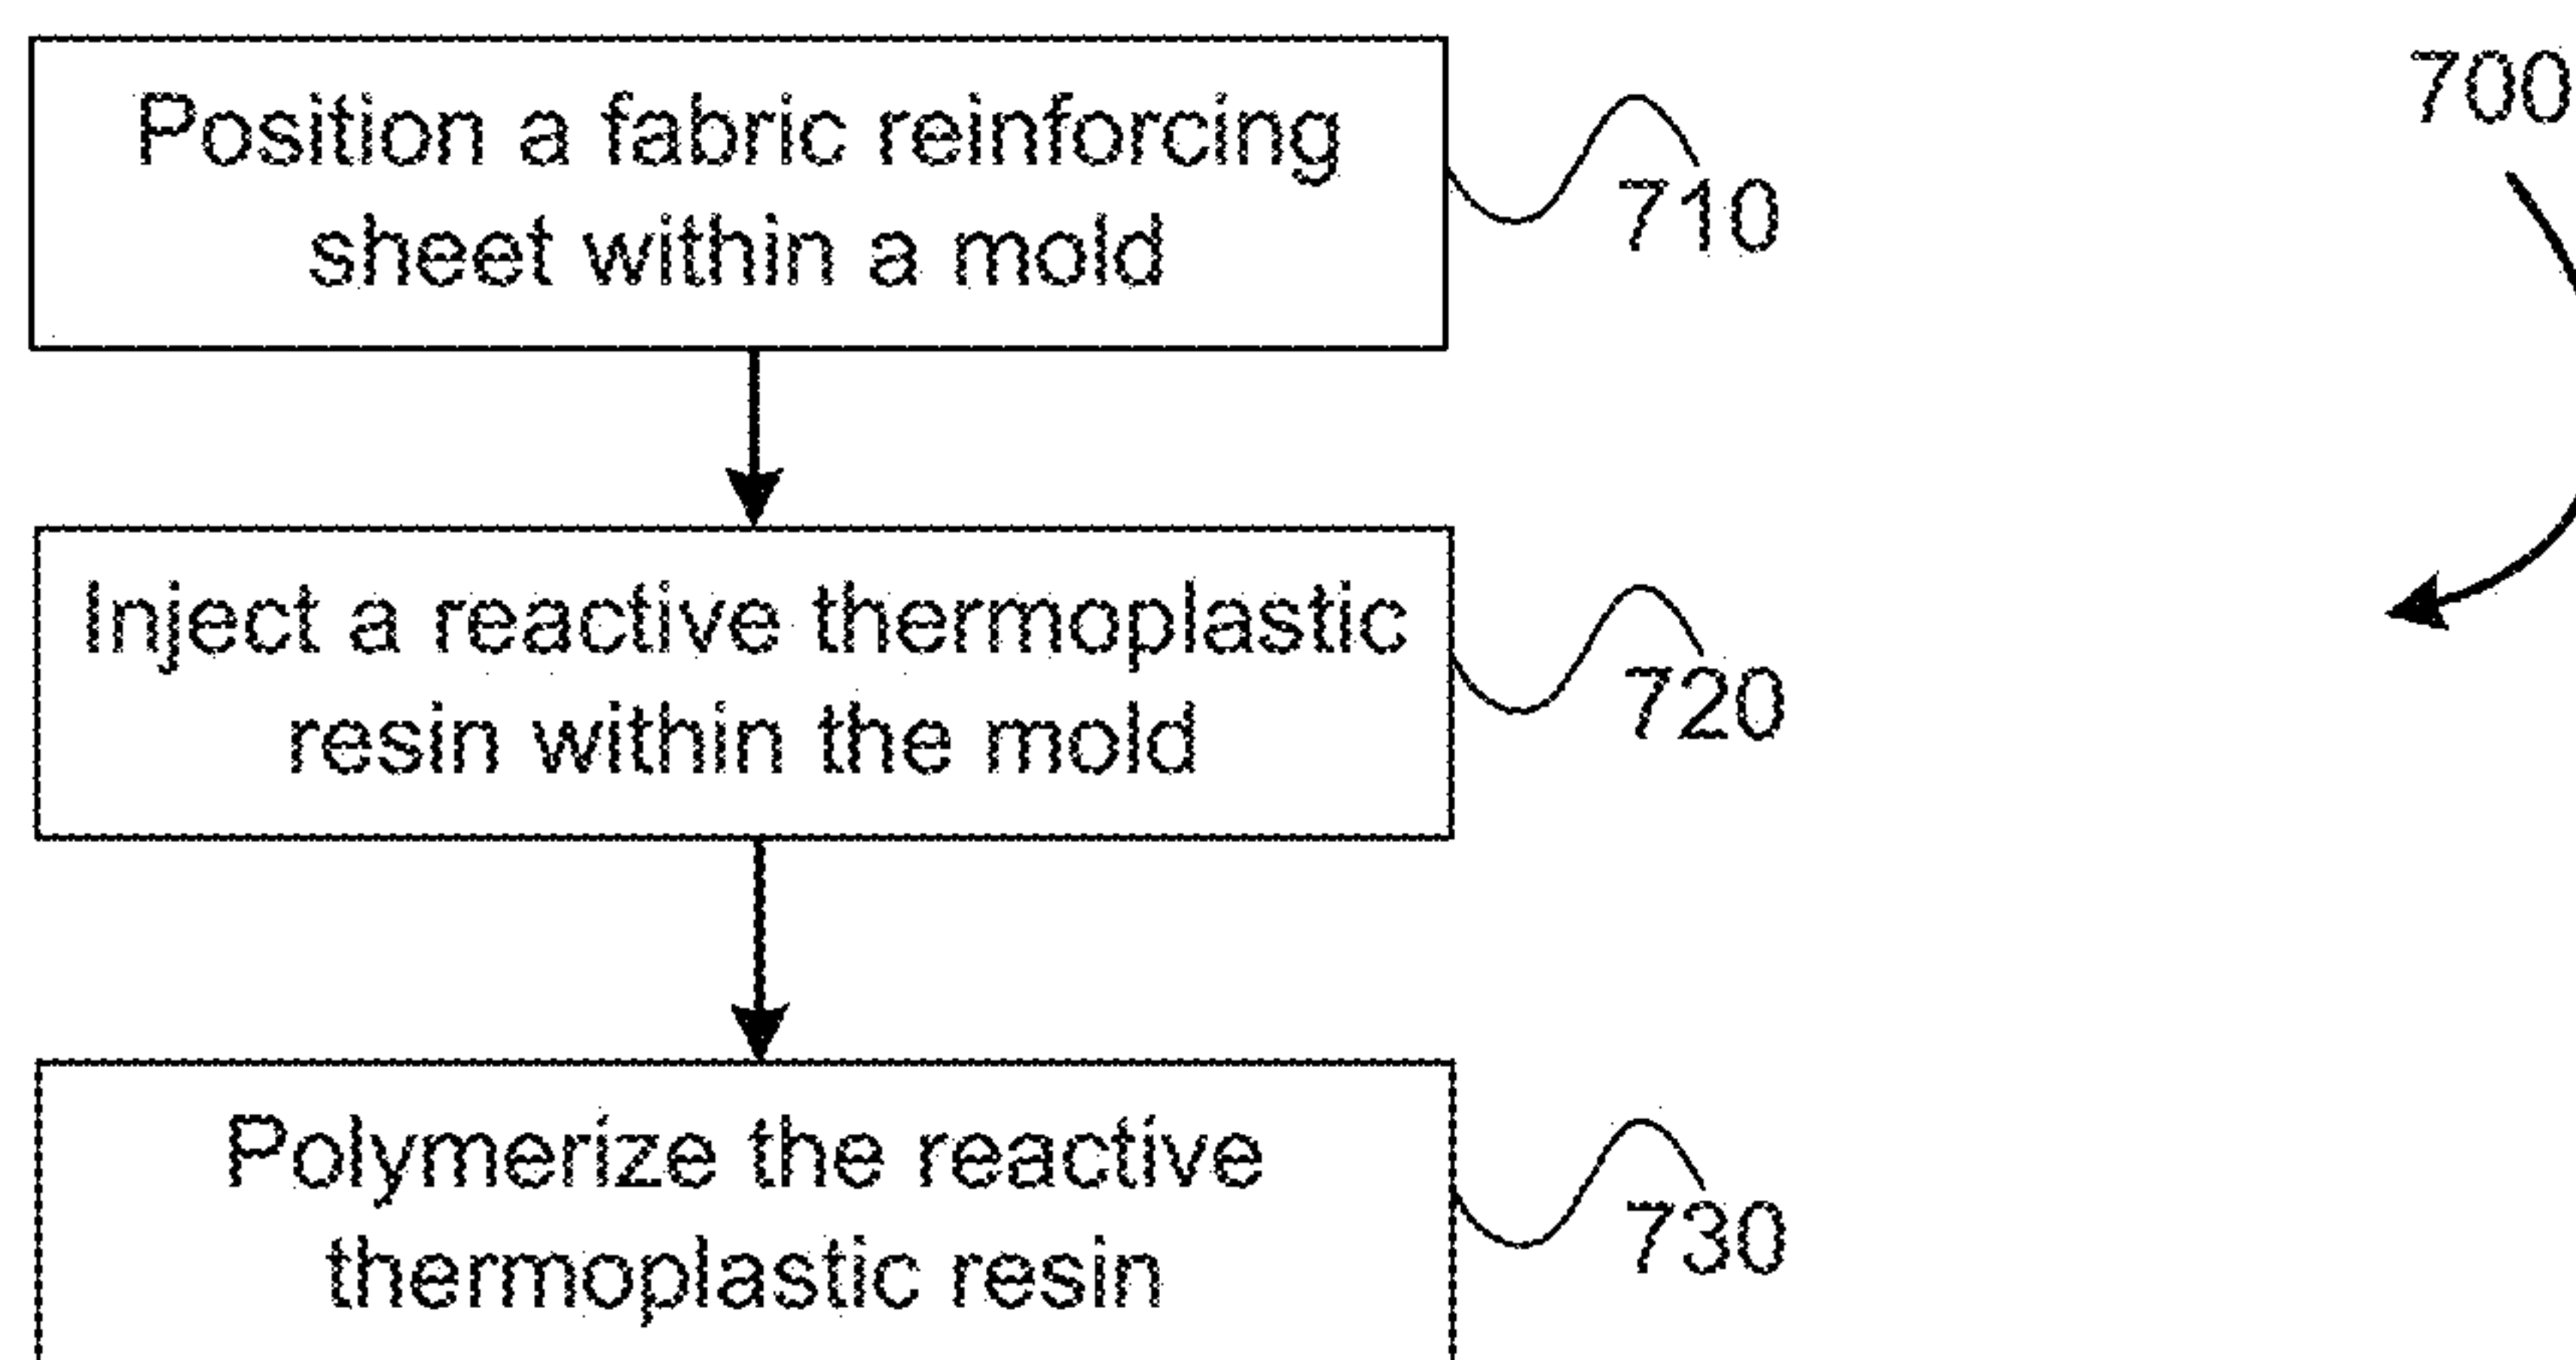 700
Position a fabric reinforcing
sheet within a mold
710
Inject a reactive thermoplastic
resin within the mold
720
Polymerize the reactive
thermoplastic resin
730